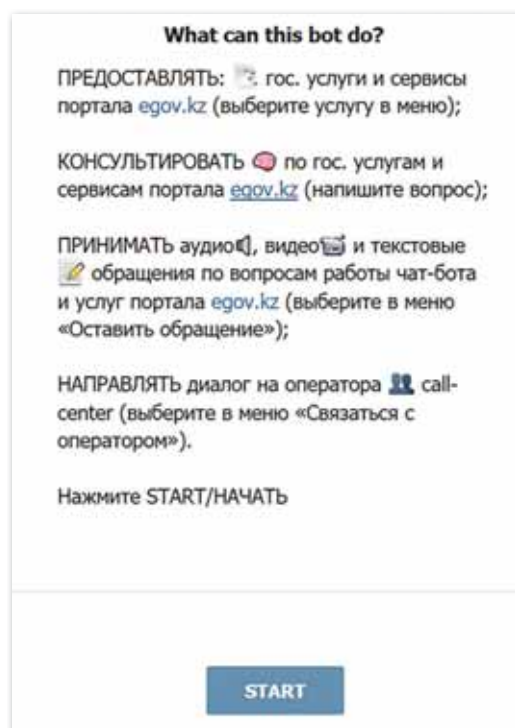 What can this bot do?
ПРЕДОСТАВЛЯТЬ: гос. услуги и сервисы
портала egov.kz (выберите услугу в меню);
КОНСУЛЬТИРОВАТЬ по гос. услугам и
сервисам портала egov.kz (напишите вопрос);
ПРИНИМАТЬ аудио, видео и текстовые
обращения по вопросам работы чат-бота
и услуг портала egov.kz (выберите в меню
«Оставить обращение»);
НАПРАВЛЯТЬ диалог на оператора call-
center (выберите в меню «Связаться с
оператором»).
Нажмите START/НАЧАТЬ
START